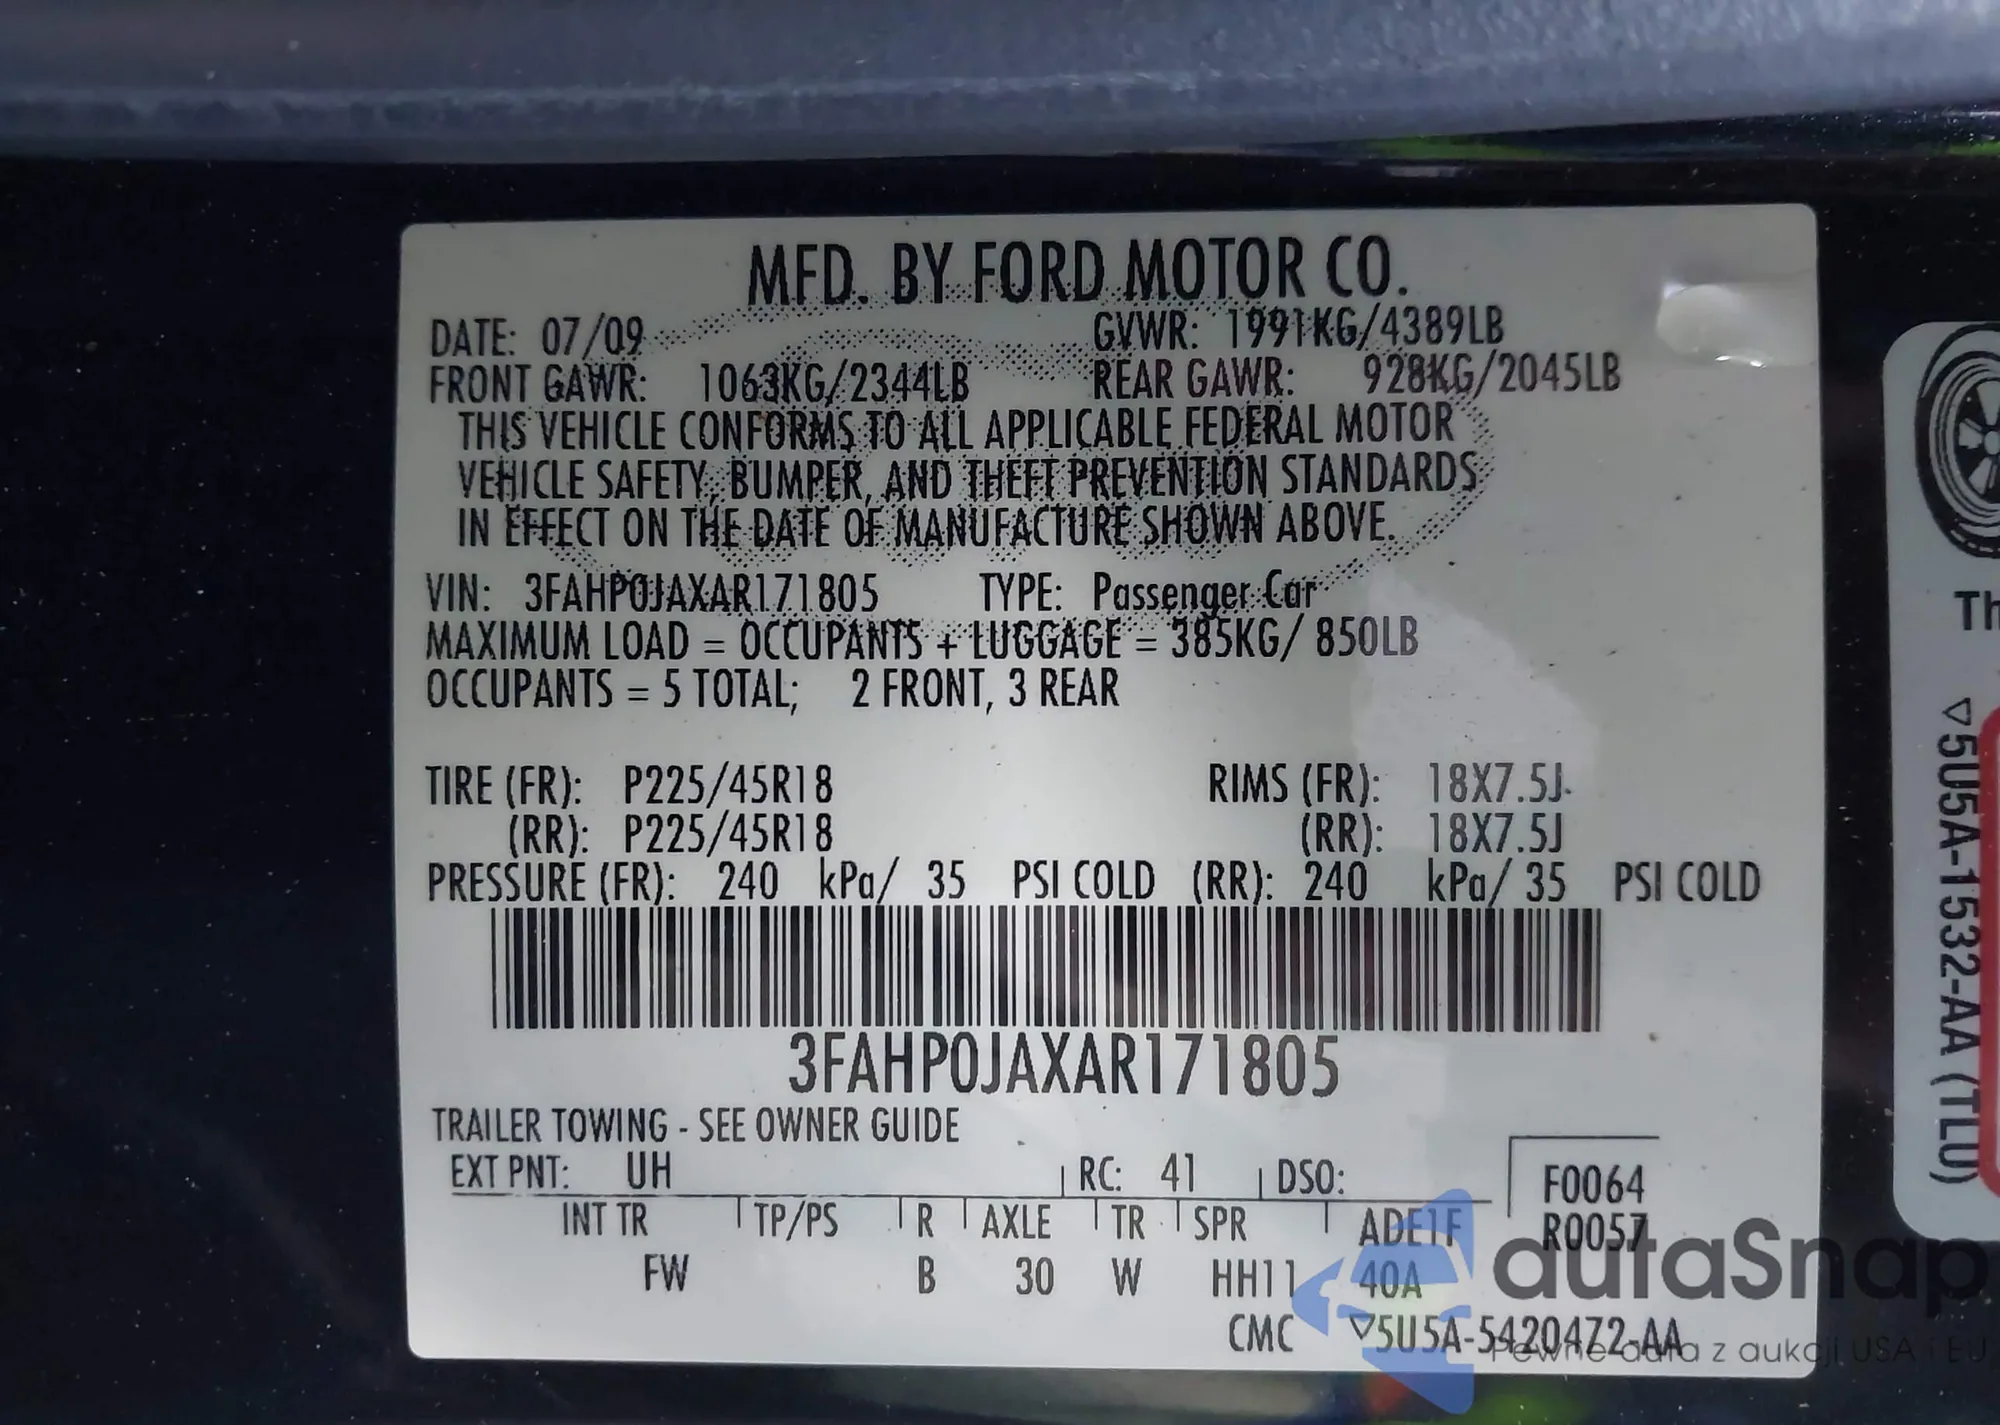 MFD. BY FORD MOTOR CO.
DATE: 07/09 GVWR: 1991KG/4389LB
FRONT GAWR: 1063KG/2344LB REAR GAWR: 928KG/2045LB
THIS VEHICLE CONFORMS TO ALL APPLICABLE FEDERAL MOTOR
VEHICLE SAFETY, BUMPER, AND THEFT PREVENTION STANDARDS
IN EFFECT ON THE DATE OF MANUFACTURE SHOWN ABOVE.
VIN: 3FAHP0JAXAR171805 TYPE: Passenger Car
MAXIMUM LOAD = OCCUPANTS + LUGGAGE = 385KG/ 850LB
OCCUPANTS = 5 TOTAL; 2 FRONT, 3 REAR
TIRE (FR): P225/45R18 RIMS (FR): 18X7.5J
(RR): P225/45R18 (RR): 18X7.5J
PRESSURE (FR): 240 kPa/ 35 PSI COLD (RR): 240 kPa/ 35 PSI COLD
3FAHP0JAXAR171805
TRAILER TOWING - SEE OWNER GUIDE
EXT PNT: UH RC: 41 DSO: F0064
INT TR TP/PS R AXLE TR SPR ADE1F R0057
FW B 30 W HH11 40A
CMC ▽5U5A-5420472-AA
Th
▽5U5A-1532-AA (TLU)
autaSnap
Pewne auta z aukcji USA i EU